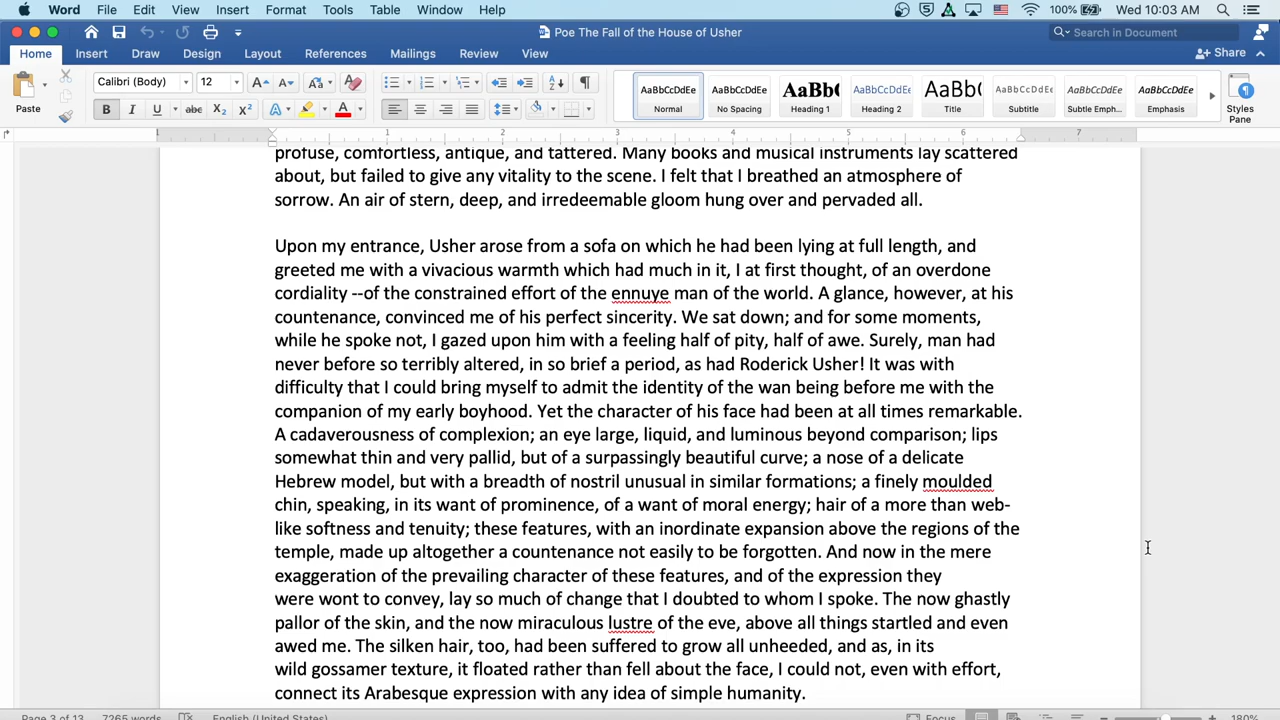 Word File Edit View Insert Format Tools Table Window Help 100% Wed 10:03 AM
Poe The Fall of the House of Usher Search in Document
Home Insert Draw Design Layout References Mailings Review View Share
Paste Calibri (Body) 12 AaBbCcDdEe AaBbCcDdEe AaBb( AaBbCcDdEe AaBb( AaBbCcDdEe AaBbCcDdEe AaBbCcDdEe
Normal No Spacing Heading 1 Heading 2 Title Subtitle Subtle Emph... Emphasis Styles Pane
B I U abc X₂ X² A A
1 1 2 3 4 5 6 7
profuse, comfortless, antique, and tattered. Many books and musical instruments lay scattered
about, but failed to give any vitality to the scene. I felt that I breathed an atmosphere of
sorrow. An air of stern, deep, and irredeemable gloom hung over and pervaded all.
Upon my entrance, Usher arose from a sofa on which he had been lying at full length, and
greeted me with a vivacious warmth which had much in it, I at first thought, of an overdone
cordiality --of the constrained effort of the ennuye man of the world. A glance, however, at his
countenance, convinced me of his perfect sincerity. We sat down; and for some moments,
while he spoke not, I gazed upon him with a feeling half of pity, half of awe. Surely, man had
never before so terribly altered, in so brief a period, as had Roderick Usher! It was with
difficulty that I could bring myself to admit the identity of the wan being before me with the
companion of my early boyhood. Yet the character of his face had been at all times remarkable.
A cadaverousness of complexion; an eye large, liquid, and luminous beyond comparison; lips
somewhat thin and very pallid, but of a surpassingly beautiful curve; a nose of a delicate
Hebrew model, but with a breadth of nostril unusual in similar formations; a finely moulded
chin, speaking, in its want of prominence, of a want of moral energy; hair of a more than web-
like softness and tenuity; these features, with an inordinate expansion above the regions of the
temple, made up altogether a countenance not easily to be forgotten. And now in the mere
exaggeration of the prevailing character of these features, and of the expression they
were wont to convey, lay so much of change that I doubted to whom I spoke. The now ghastly
pallor of the skin, and the now miraculous lustre of the eve, above all things startled and even
awed me. The silken hair, too, had been suffered to grow all unheeded, and as, in its
wild gossamer texture, it floated rather than fell about the face, I could not, even with effort,
connect its Arabesque expression with any idea of simple humanity.
Page 3 of 13 7265 words English (United States) Focus 180%